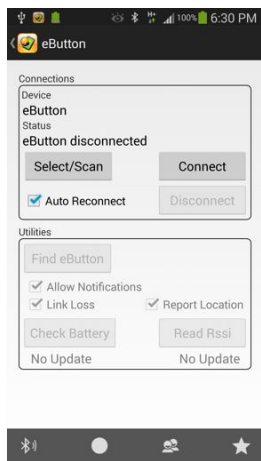 H+
100% 6:30 PM
eButton
Connections
Device
eButton
Status
eButton disconnected
Select/Scan Connect
Auto Reconnect Disconnect
Utilities
Find eButton
Allow Notifications
Link Loss Report Location
Check Battery Read Rssi
No Update No Update